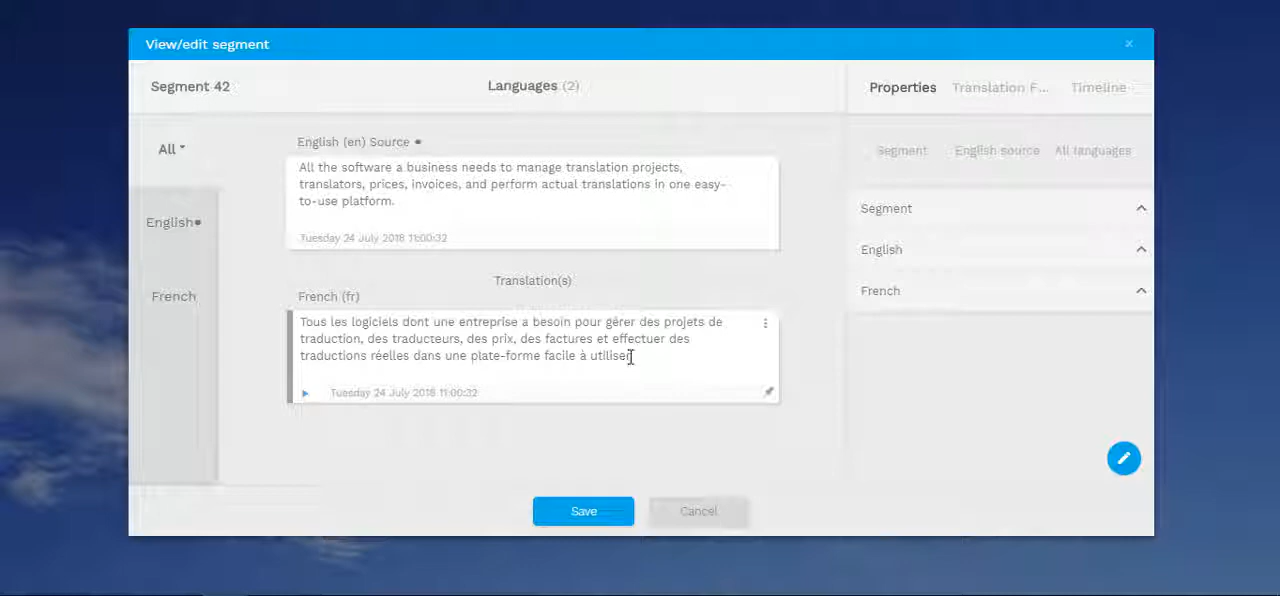 View/edit segment
×
Segment 42
Languages (2)
Properties
Translation F...
Timeline
All
English (en) Source
Segment
English source
All languages
All the software a business needs to manage translation projects,
translators, prices, invoices, and perform actual translations in one easy-
to-use platform.
Tuesday 24 July 2018 11:00:32
English
French
Segment
English
French
Translation(s)
French (fr)
Tous les logiciels dont une entreprise a besoin pour gérer des projets de
traduction, des traducteurs, des prix, des factures et effectuer des
traductions réelles dans une plate-forme facile à utiliser
Tuesday 24 July 2018 11:00:32
Save
Cancel